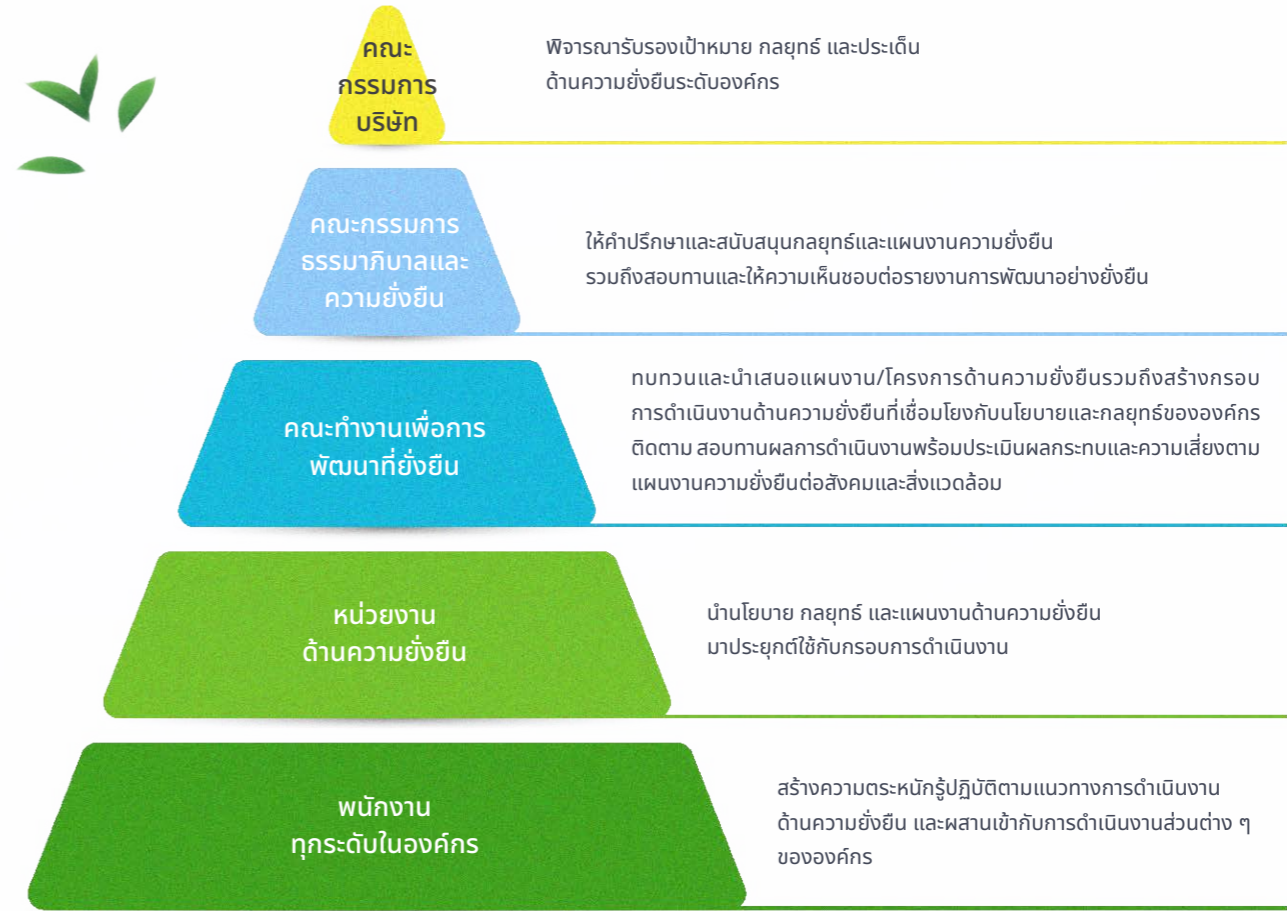 คณะ
กรรมการ
บริษัท
พิจารณารับรองเป้าหมาย กลยุทธ์ และประเด็น
ด้านความยั่งยืนระดับองค์กร
คณะกรรมการ
ธรรมาภิบาลและ
ความยั่งยืน
ให้คำปรึกษาและสนับสนุนกลยุทธ์และแผนงานความยั่งยืน
รวมถึงสอบทานและให้ความเห็นชอบต่อรายงานการพัฒนาอย่างยั่งยืน
คณะทำงานเพื่อการ
พัฒนาที่ยั่งยืน
ทบทวนและนำเสนอแผนงาน/โครงการด้านความยั่งยืนรวมถึงสร้างกรอบ
การดำเนินงานด้านความยั่งยืนที่เชื่อมโยงกับนโยบายและกลยุทธ์ขององค์กร
ติดตาม สอบทานผลการดำเนินงานพร้อมประเมินผลกระทบและความเสี่ยงตาม
แผนงานความยั่งยืนต่อสังคมและสิ่งแวดล้อม
หน่วยงาน
ด้านความยั่งยืน
นำนโยบาย กลยุทธ์ และแผนงานด้านความยั่งยืน
มาประยุกต์ใช้กับกรอบการดำเนินงาน
พนักงาน
ทุกระดับในองค์กร
สร้างความตระหนักรู้ปฏิบัติตามแนวทางการดำเนินงาน
ด้านความยั่งยืน และผสานเข้ากับการดำเนินงานส่วนต่าง ๆ
ขององค์กร